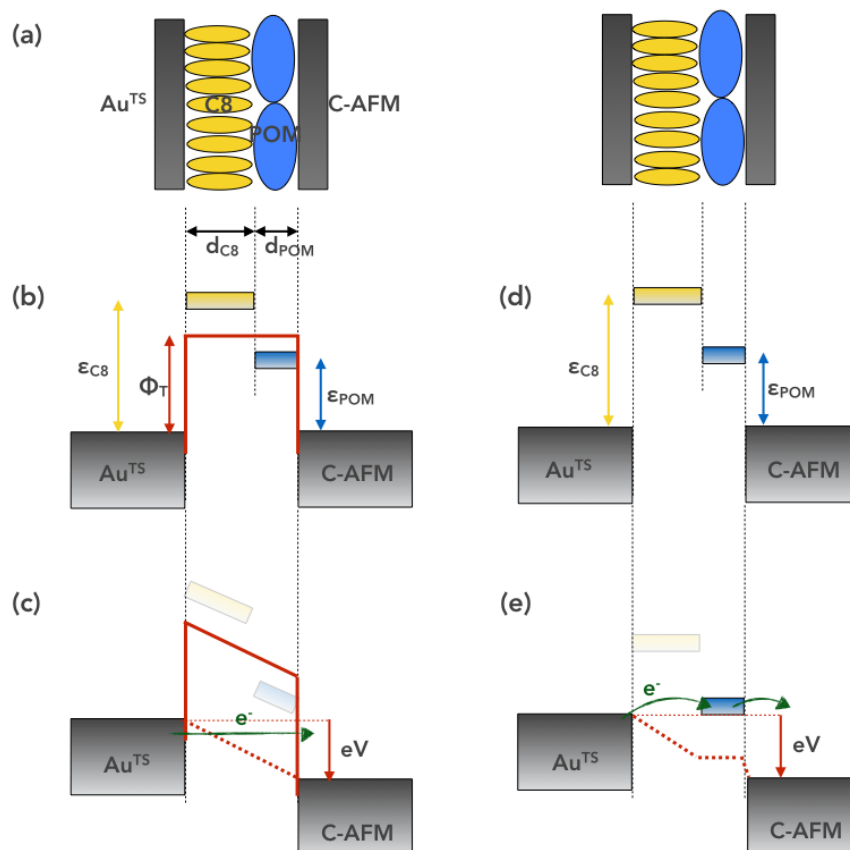 (a)
Au^TS C8 POM C-AFM
d_C8 d_POM
(b)
ε_C8
Φ_T
ε_POM
Au^TS C-AFM
(d)
ε_C8
ε_POM
Au^TS C-AFM
(c)
e-
eV
Au^TS
C-AFM
(e)
e-
eV
Au^TS
C-AFM